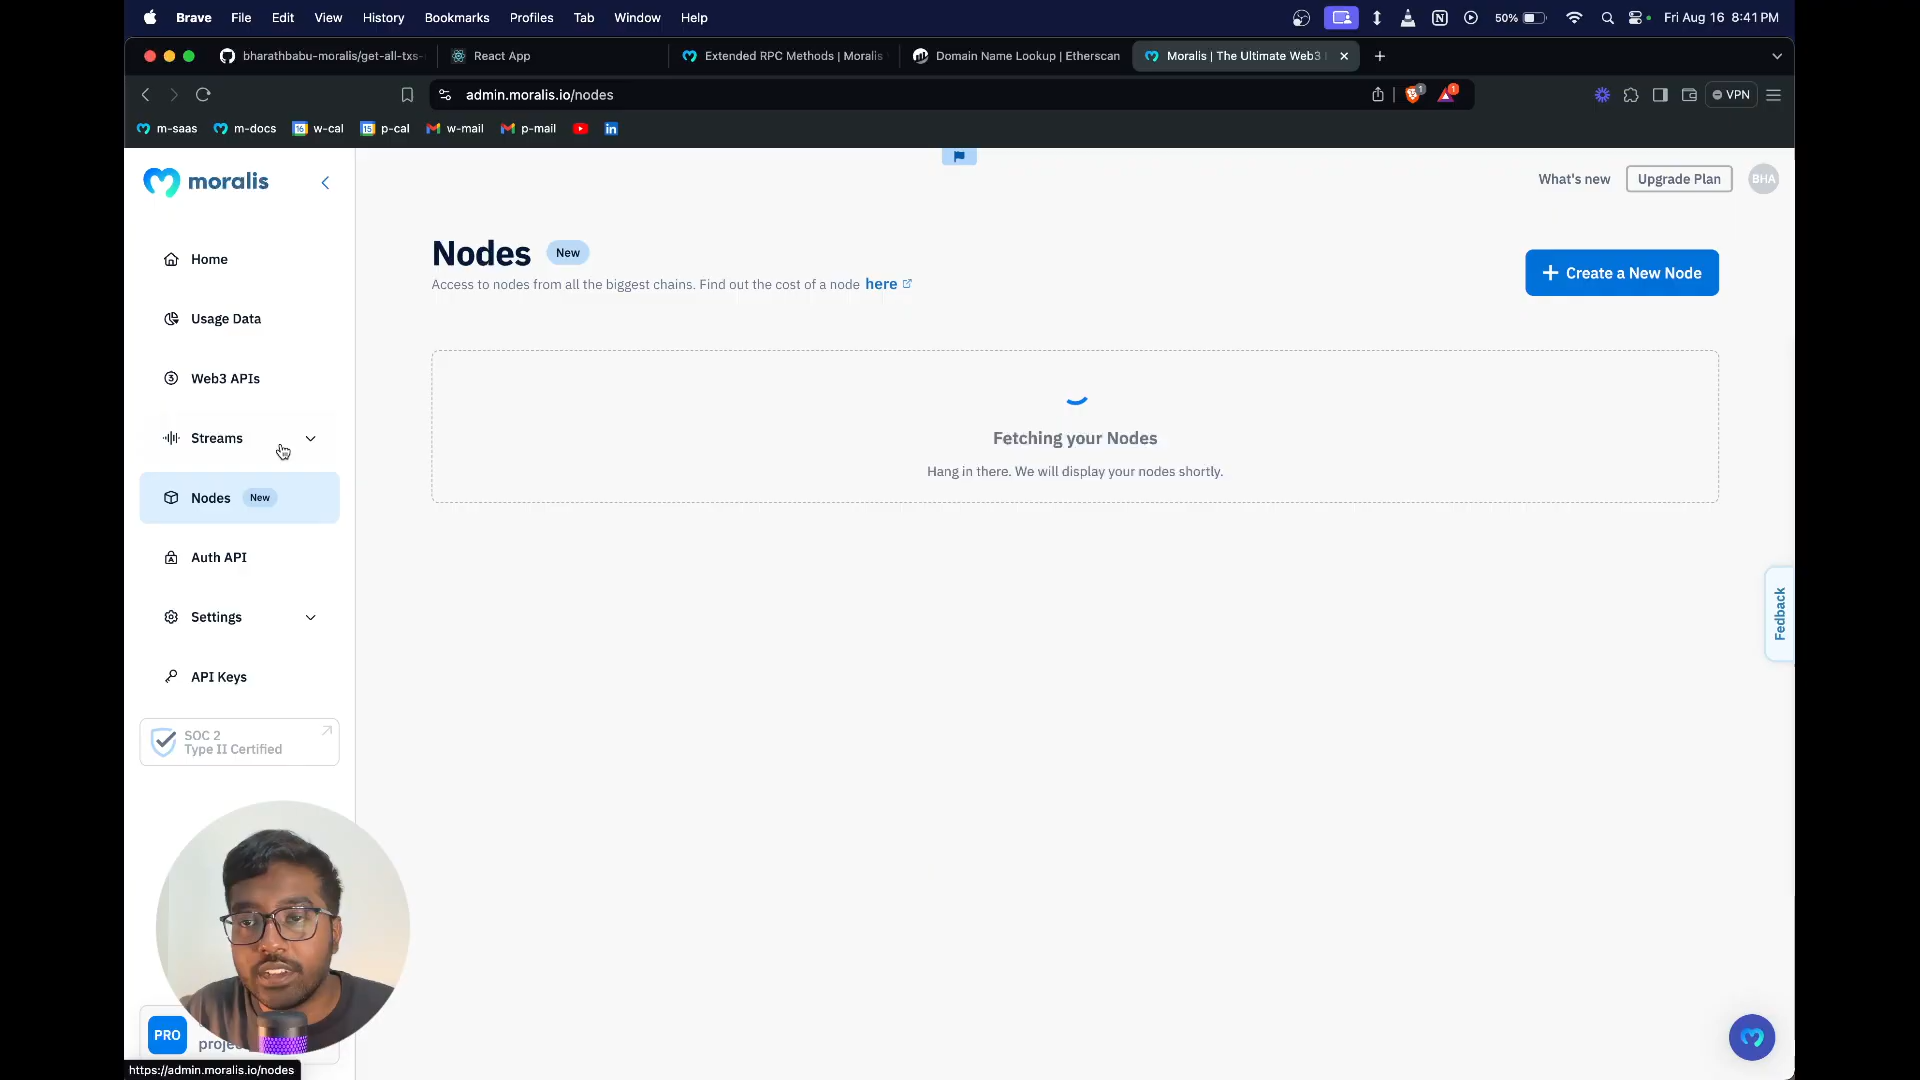 Brave File Edit View History Bookmarks Profiles Tab Window Help 50% Fri Aug 16 8:41 PM
bharathbabu-moralis/get-all-txs- React App Extended RPC Methods | Moralis Domain Name Lookup | Etherscan Moralis | The Ultimate Web3
admin.moralis.io/nodes 1 1 VPN
m-saas m-docs 16 w-cal 15 p-cal w-mail p-mail in
moralis
What's new Upgrade Plan BHA
Home
Nodes New
Create a New Node
Access to nodes from all the biggest chains. Find out the cost of a node here
Usage Data
Web3 APIs
Streams
Fetching your Nodes
Hang in there. We will display your nodes shortly.
Nodes New
Auth API
Settings
API Keys
Feedback
SOC 2
Type II Certified
PRO
https://admin.moralis.io/nodes